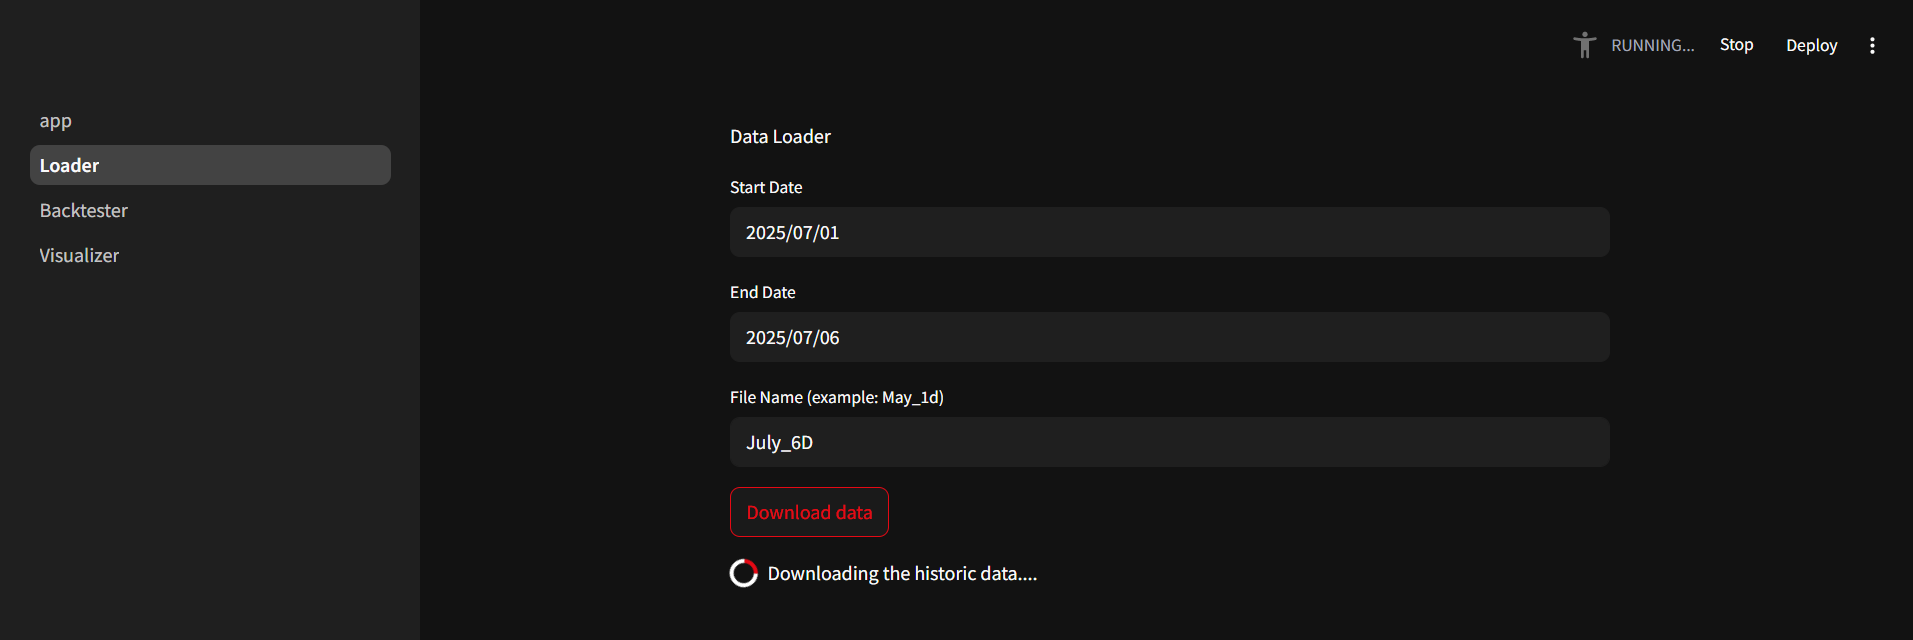 RUNNING...
Stop
Deploy
app
Loader
Backtester
Visualizer
Data Loader
Start Date
2025/07/01
End Date
2025/07/06
File Name (example: May_1d)
July_6D
Download data
Downloading the historic data....